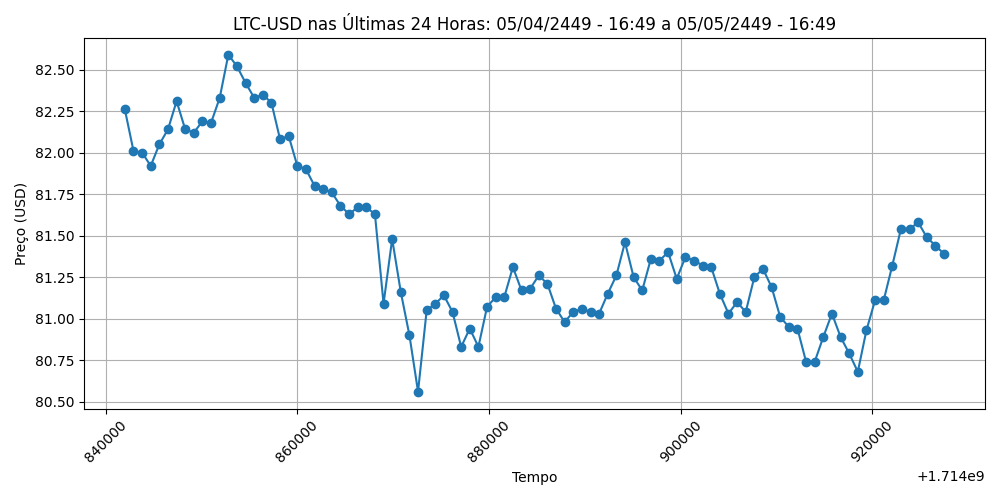 LTC-USD nas Últimas 24 Horas: 05/04/2449 - 16:49 a 05/05/2449 - 16:49
Preço (USD)
82.50
82.25
82.00
81.75
81.50
81.25
81.00
80.75
80.50
840000 860000 880000 900000 920000
+1.714e9
Tempo